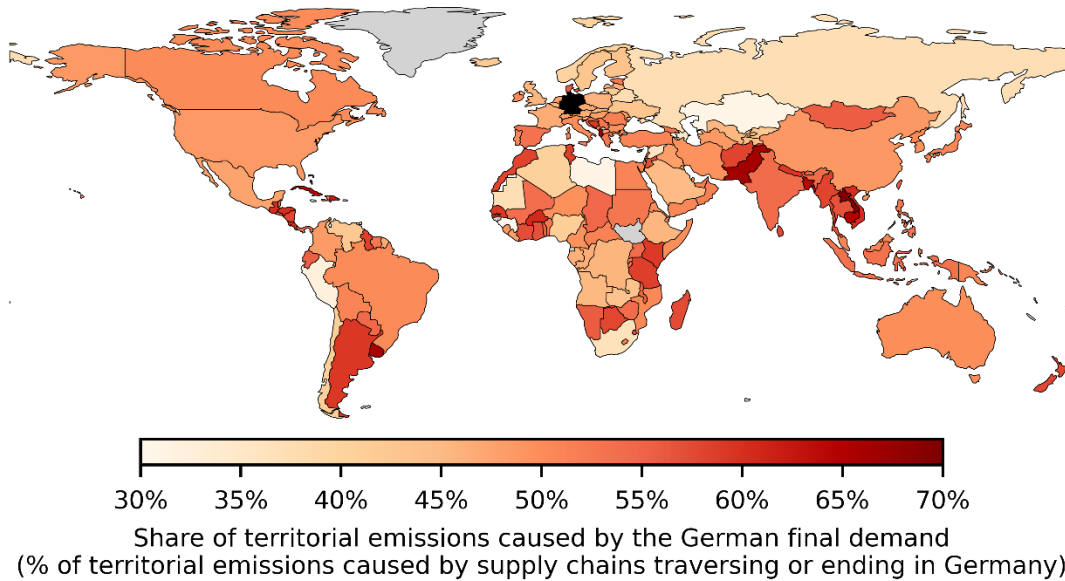 30% 35% 40% 45% 50% 55% 60% 65% 70%
Share of territorial emissions caused by the German final demand
(% of territorial emissions caused by supply chains traversing or ending in Germany)